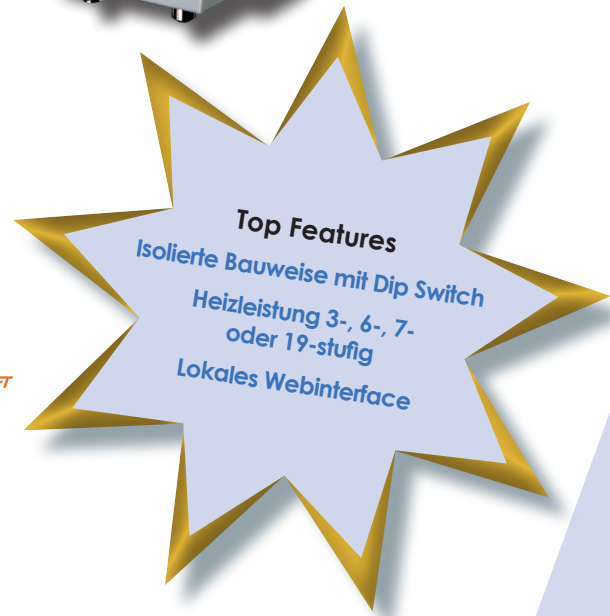 Top Features
Isolierte Bauweise mit Dip Switch
Heizleistung 3-, 6-, 7-
oder 19-stufig
Lokales Webinterface